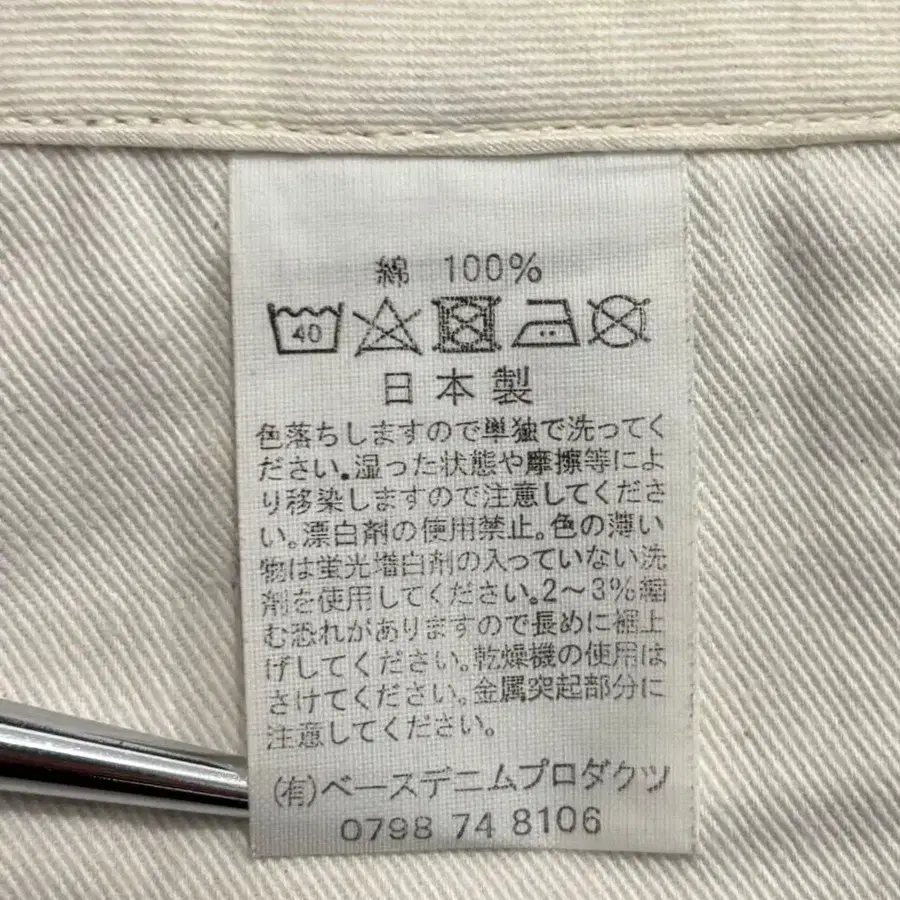 綿 100%
40
日本製
色落ちしますので単独で洗ってく
ださい。湿った状態や摩擦等によ
り移染しますので注意してくださ
い。漂白剤の使用禁止。色の薄い
物は蛍光増白剤の入っていない洗
剤を使用してください。2〜3%縮
む恐れがありますので長めに裾上
げしてください。乾燥機の使用は
さけてください。金属突起部分に
注意してください。
(有)ベースデニムプロダクツ
0798 74 8106